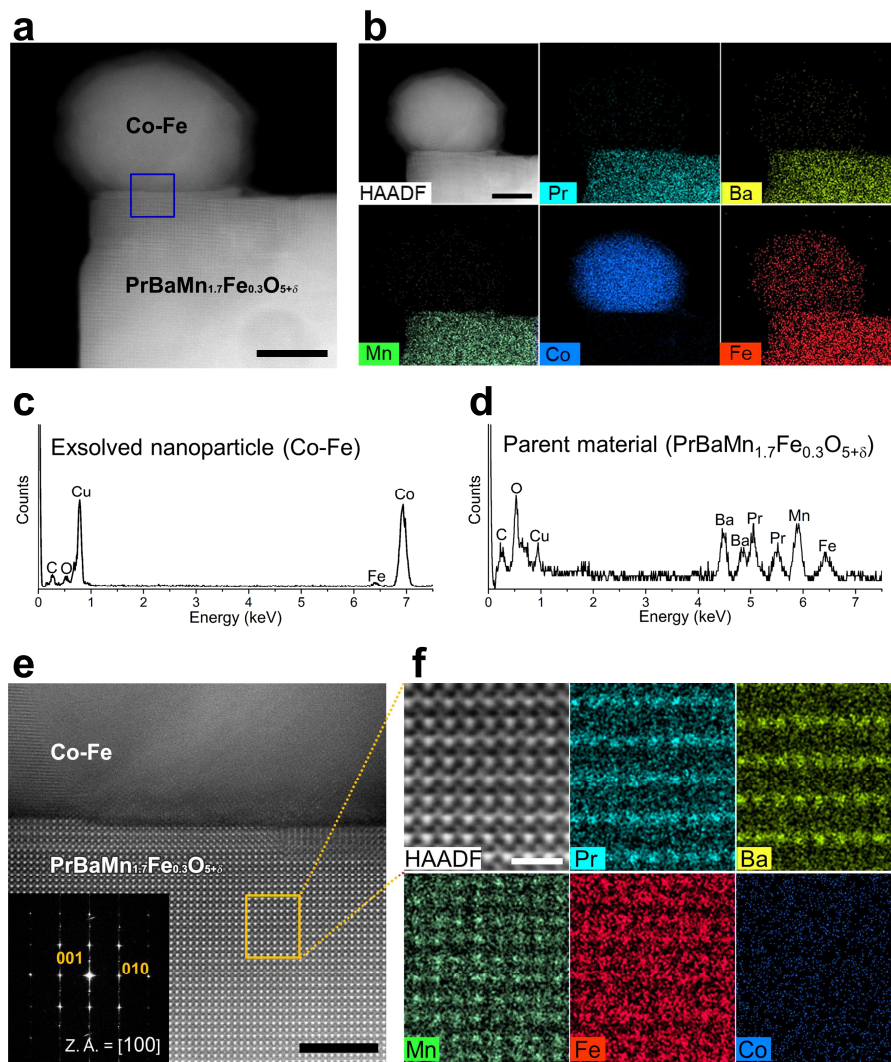 a
Co-Fe
PrBaMn1.7Fe0.3O5+δ
b
HAADF
Pr
Ba
Mn
Co
Fe
c
Exsolved nanoparticle (Co-Fe)
Counts
C
O
Cu
Fe
Co
0 1 2 3 4 5 6 7
Energy (keV)
d
Parent material (PrBaMn1.7Fe0.3O5+δ)
Counts
C
O
Cu
Ba
Ba
Pr
Pr
Mn
Fe
0 1 2 3 4 5 6 7
Energy (keV)
e
Co-Fe
PrBaMn1.7Fe0.3O5+δ
001
010
Z. A. = [100]
f
HAADF
Pr
Ba
Mn
Fe
Co